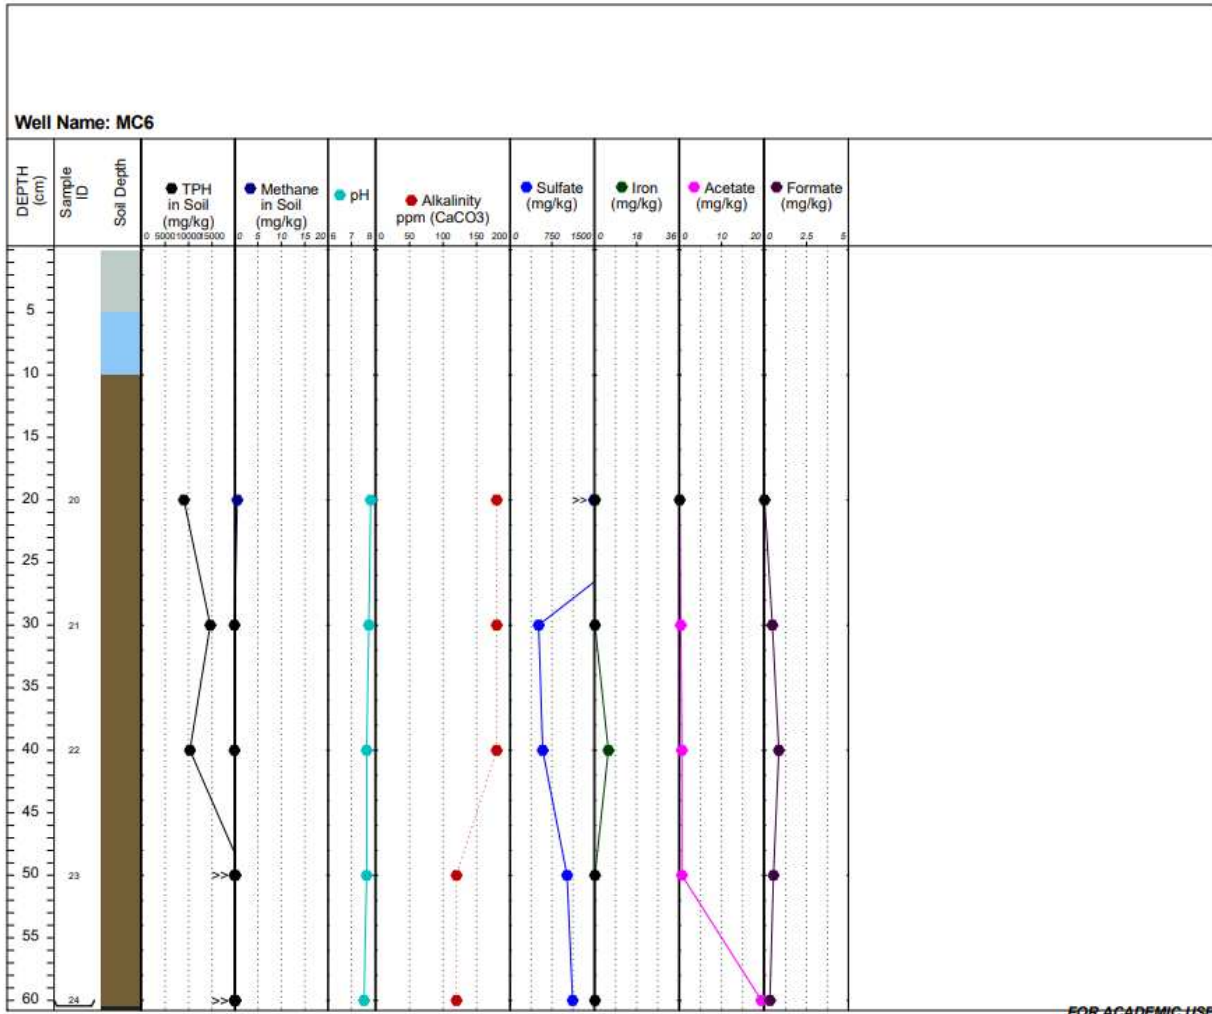 Well Name: MC6
DEPTH
(cm)
Sample
ID
Soil Depth
TPH
in Soil
(mg/kg)
Methane
in Soil
(mg/kg)
pH
Alkalinity
ppm (CaCO3)
Sulfate
(mg/kg)
Iron
(mg/kg)
Acetate
(mg/kg)
Formate
(mg/kg)
0 5000 10000 15000 0 5 10 15 20 6 7 8 0 50 100 150 200 0 750 1500 0 18 36 0 10 20 0 2.5 5
5
10
15
20 20 >>
25
30 21
35
40 22
45
50 23 >>
55
60 24 >>
FOR ACADEMIC USE